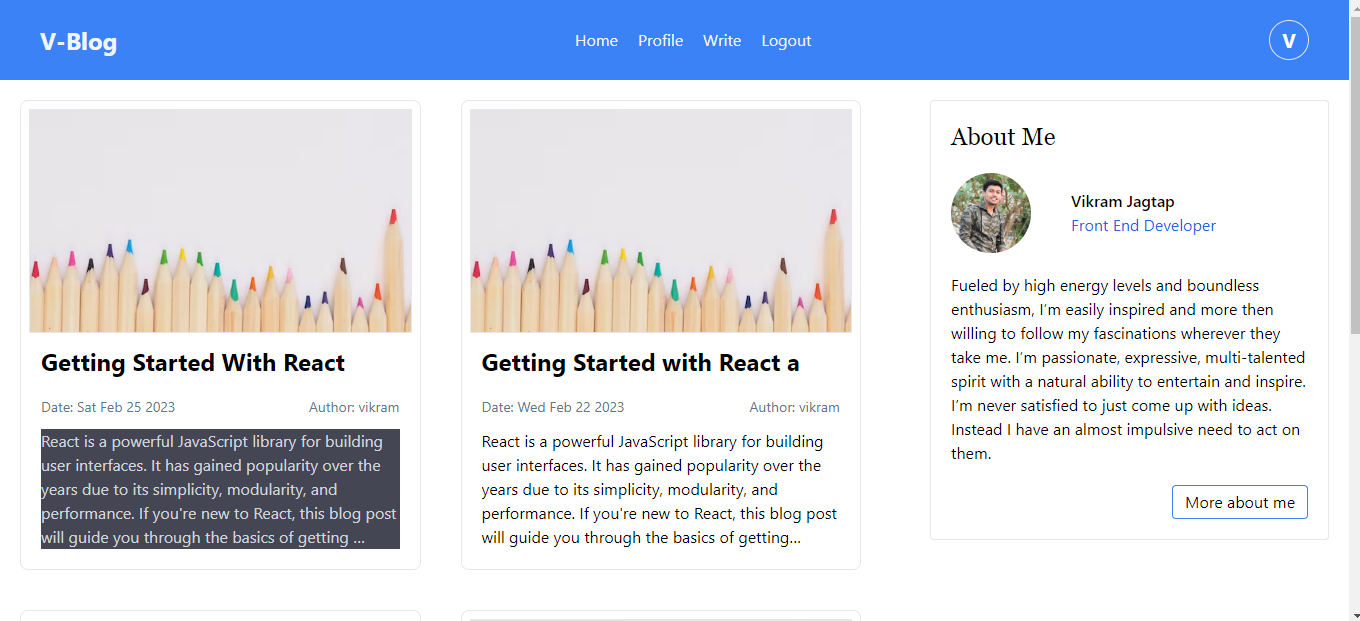 V-Blog
Home Profile Write Logout
V
Getting Started With React
Date: Sat Feb 25 2023 Author: vikram
React is a powerful JavaScript library for building
user interfaces. It has gained popularity over the
years due to its simplicity, modularity, and
performance. If you're new to React, this blog post
will guide you through the basics of getting ...
Getting Started with React a
Date: Wed Feb 22 2023 Author: vikram
React is a powerful JavaScript library for building
user interfaces. It has gained popularity over the
years due to its simplicity, modularity, and
performance. If you're new to React, this blog post
will guide you through the basics of getting...
About Me
Vikram Jagtap
Front End Developer
Fueled by high energy levels and boundless
enthusiasm, I’m easily inspired and more then
willing to follow my fascinations wherever they
take me. I’m passionate, expressive, multi-talented
spirit with a natural ability to entertain and inspire.
I’m never satisfied to just come up with ideas.
Instead I have an almost impulsive need to act on
them.
More about me